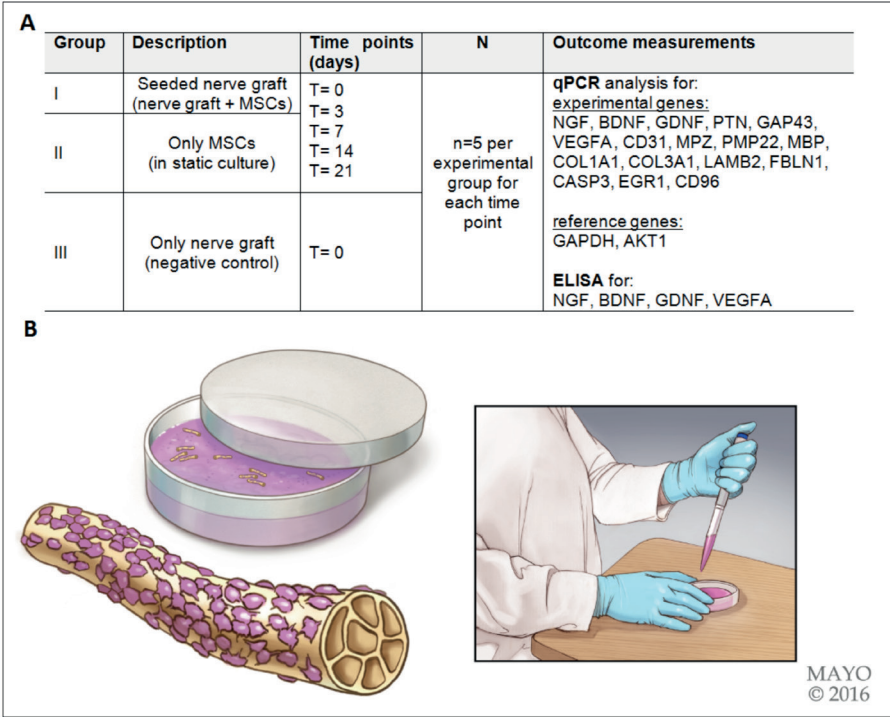 A
Group Description Time points (days) N Outcome measurements
I
Seeded nerve graft
(nerve graft + MSCs)
II
Only MSCs
(in static culture)
T= 0
T= 3
T= 7
T= 14
T= 21
III
Only nerve graft
(negative control)
T= 0
n=5 per
experimental
group for
each time
point
qPCR analysis for:
experimental genes:
NGF, BDNF, GDNF, PTN, GAP43,
VEGFA, CD31, MPZ, PMP22, MBP,
COL1A1, COL3A1, LAMB2, FBLN1,
CASP3, EGR1, CD96
reference genes:
GAPDH, AKT1
ELISA for:
NGF, BDNF, GDNF, VEGFA
B
MAYO
© 2016